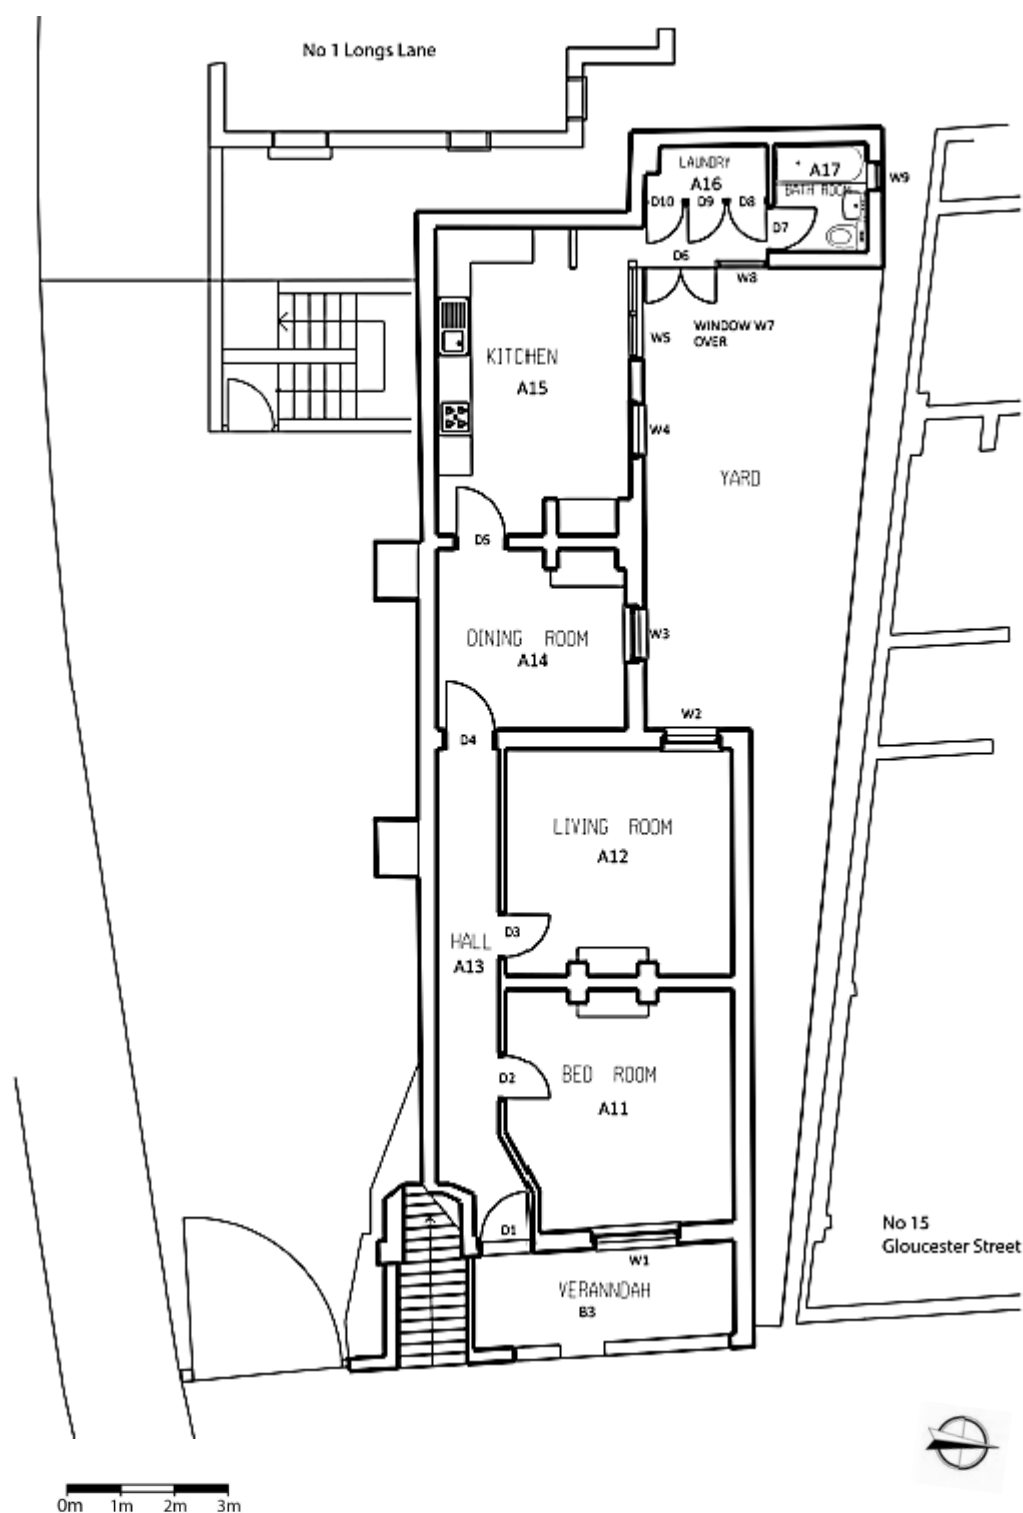 No 1 Longs Lane
LAUNDRY
A16
A17
BATH ROOM
W9
D10
D9
D8
D7
D6
W8
WINDOW W7
OVER
W5
KITCHEN
A15
W4
YARD
D5
DINING ROOM
A14
W3
W2
D4
LIVING ROOM
A12
D3
HALL
A13
BED ROOM
D2
A11
No 15
Gloucester Street
D1
W1
VERANNDAH
B3
0m 1m 2m 3m